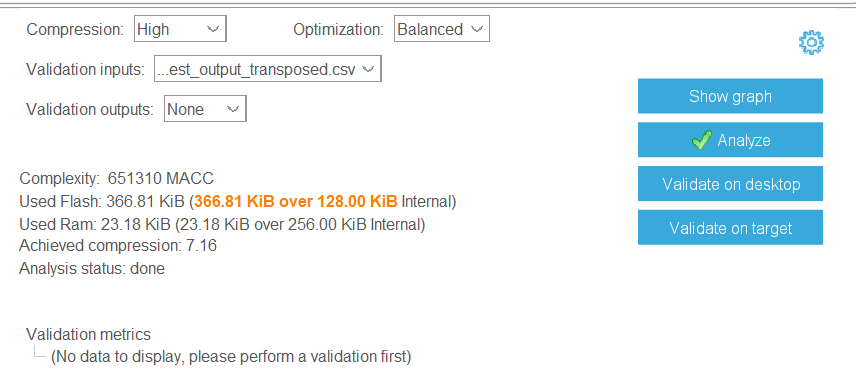 Compression: High Optimization: Balanced
Validation inputs: ...est_output_transposed.csv
Show graph
Validation outputs: None
Analyze
Complexity: 651310 MACC
Validate on desktop
Used Flash: 366.81 KiB (366.81 KiB over 128.00 KiB Internal)
Used Ram: 23.18 KiB (23.18 KiB over 256.00 KiB Internal)
Validate on target
Achieved compression: 7.16
Analysis status: done
Validation metrics
(No data to display, please perform a validation first)